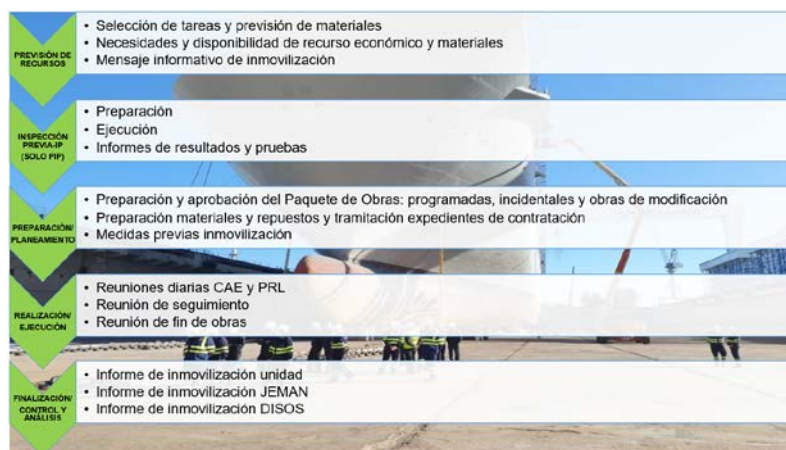 PREVISIÓN DE
RECURSOS
• Selección de tareas y previsión de materiales
• Necesidades y disponibilidad de recurso económico y materiales
• Mensaje informativo de inmovilización
INSPECCIÓN
PREVIA-IP
(SOLO PIP)
• Preparación
• Ejecución
• Informes de resultados y pruebas
PREPARACIÓN/
PLANEAMIENTO
• Preparación y aprobación del Paquete de Obras: programadas, incidentales y obras de modificación
• Preparación materiales y repuestos y tramitación expedientes de contratación
• Medidas previas inmovilización
REALIZACIÓN/
EJECUCIÓN
• Reuniones diarias CAE y PRL
• Reunión de seguimiento
• Reunión de fin de obras
FINALIZACIÓN/
CONTROL Y
ANÁLISIS
• Informe de inmovilización unidad
• Informe de inmovilización JEMAN
• Informe de inmovilización DISOS